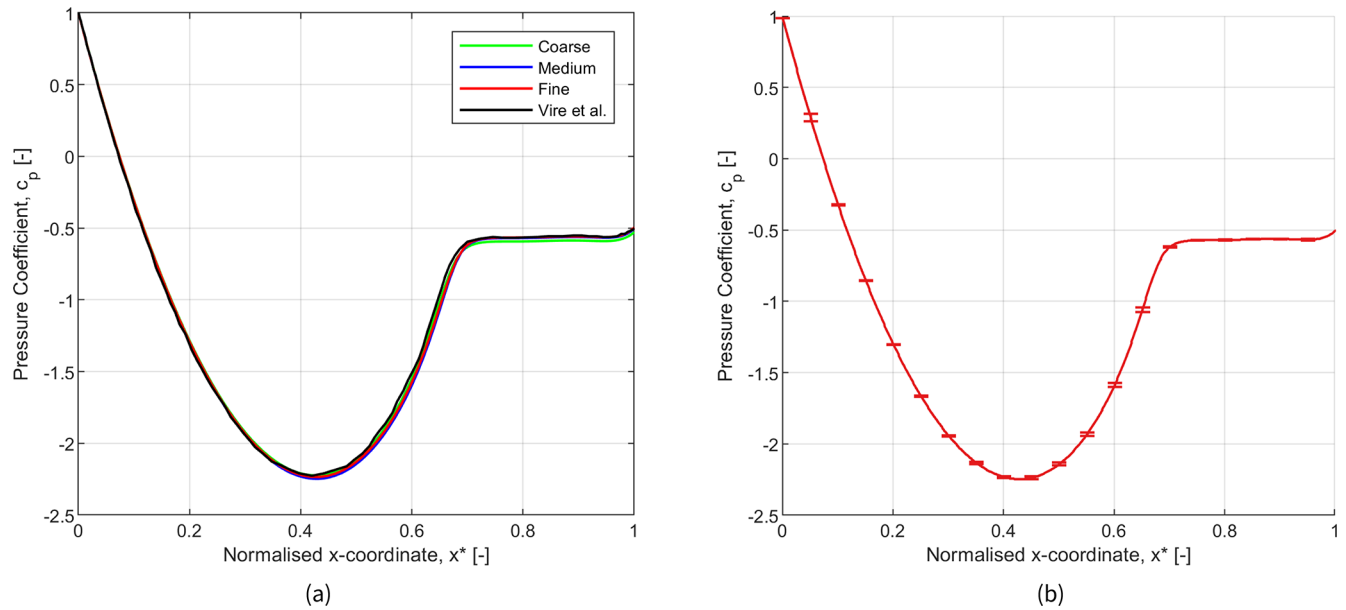 1
0.5
0
-0.5
-1
-1.5
-2
-2.5
0
0.2
0.4
0.6
0.8
1
Pressure Coefficient, cp [-]
Normalised x-coordinate, x* [-]
Coarse
Medium
Fine
Vire et al.
(a)
1
0.5
0
-0.5
-1
-1.5
-2
-2.5
0
0.2
0.4
0.6
0.8
1
Pressure Coefficient, cp [-]
Normalised x-coordinate, x* [-]
(b)